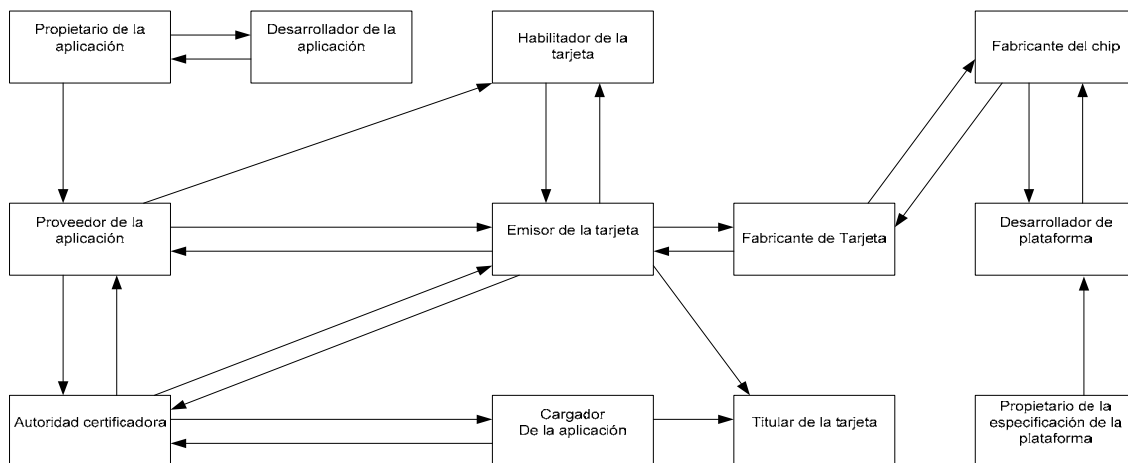 Propietario de la
aplicación
Desarrollador de la
aplicación
Habilitador de la
tarjeta
Fabricante del chip
Proveedor de la
aplicación
Emisor de la tarjeta
Fabricante de Tarjeta
Desarrollador de
plataforma
Autoridad certificadora
Cargador
De la aplicación
Titular de la tarjeta
Propietario de la
especificación de la
plataforma